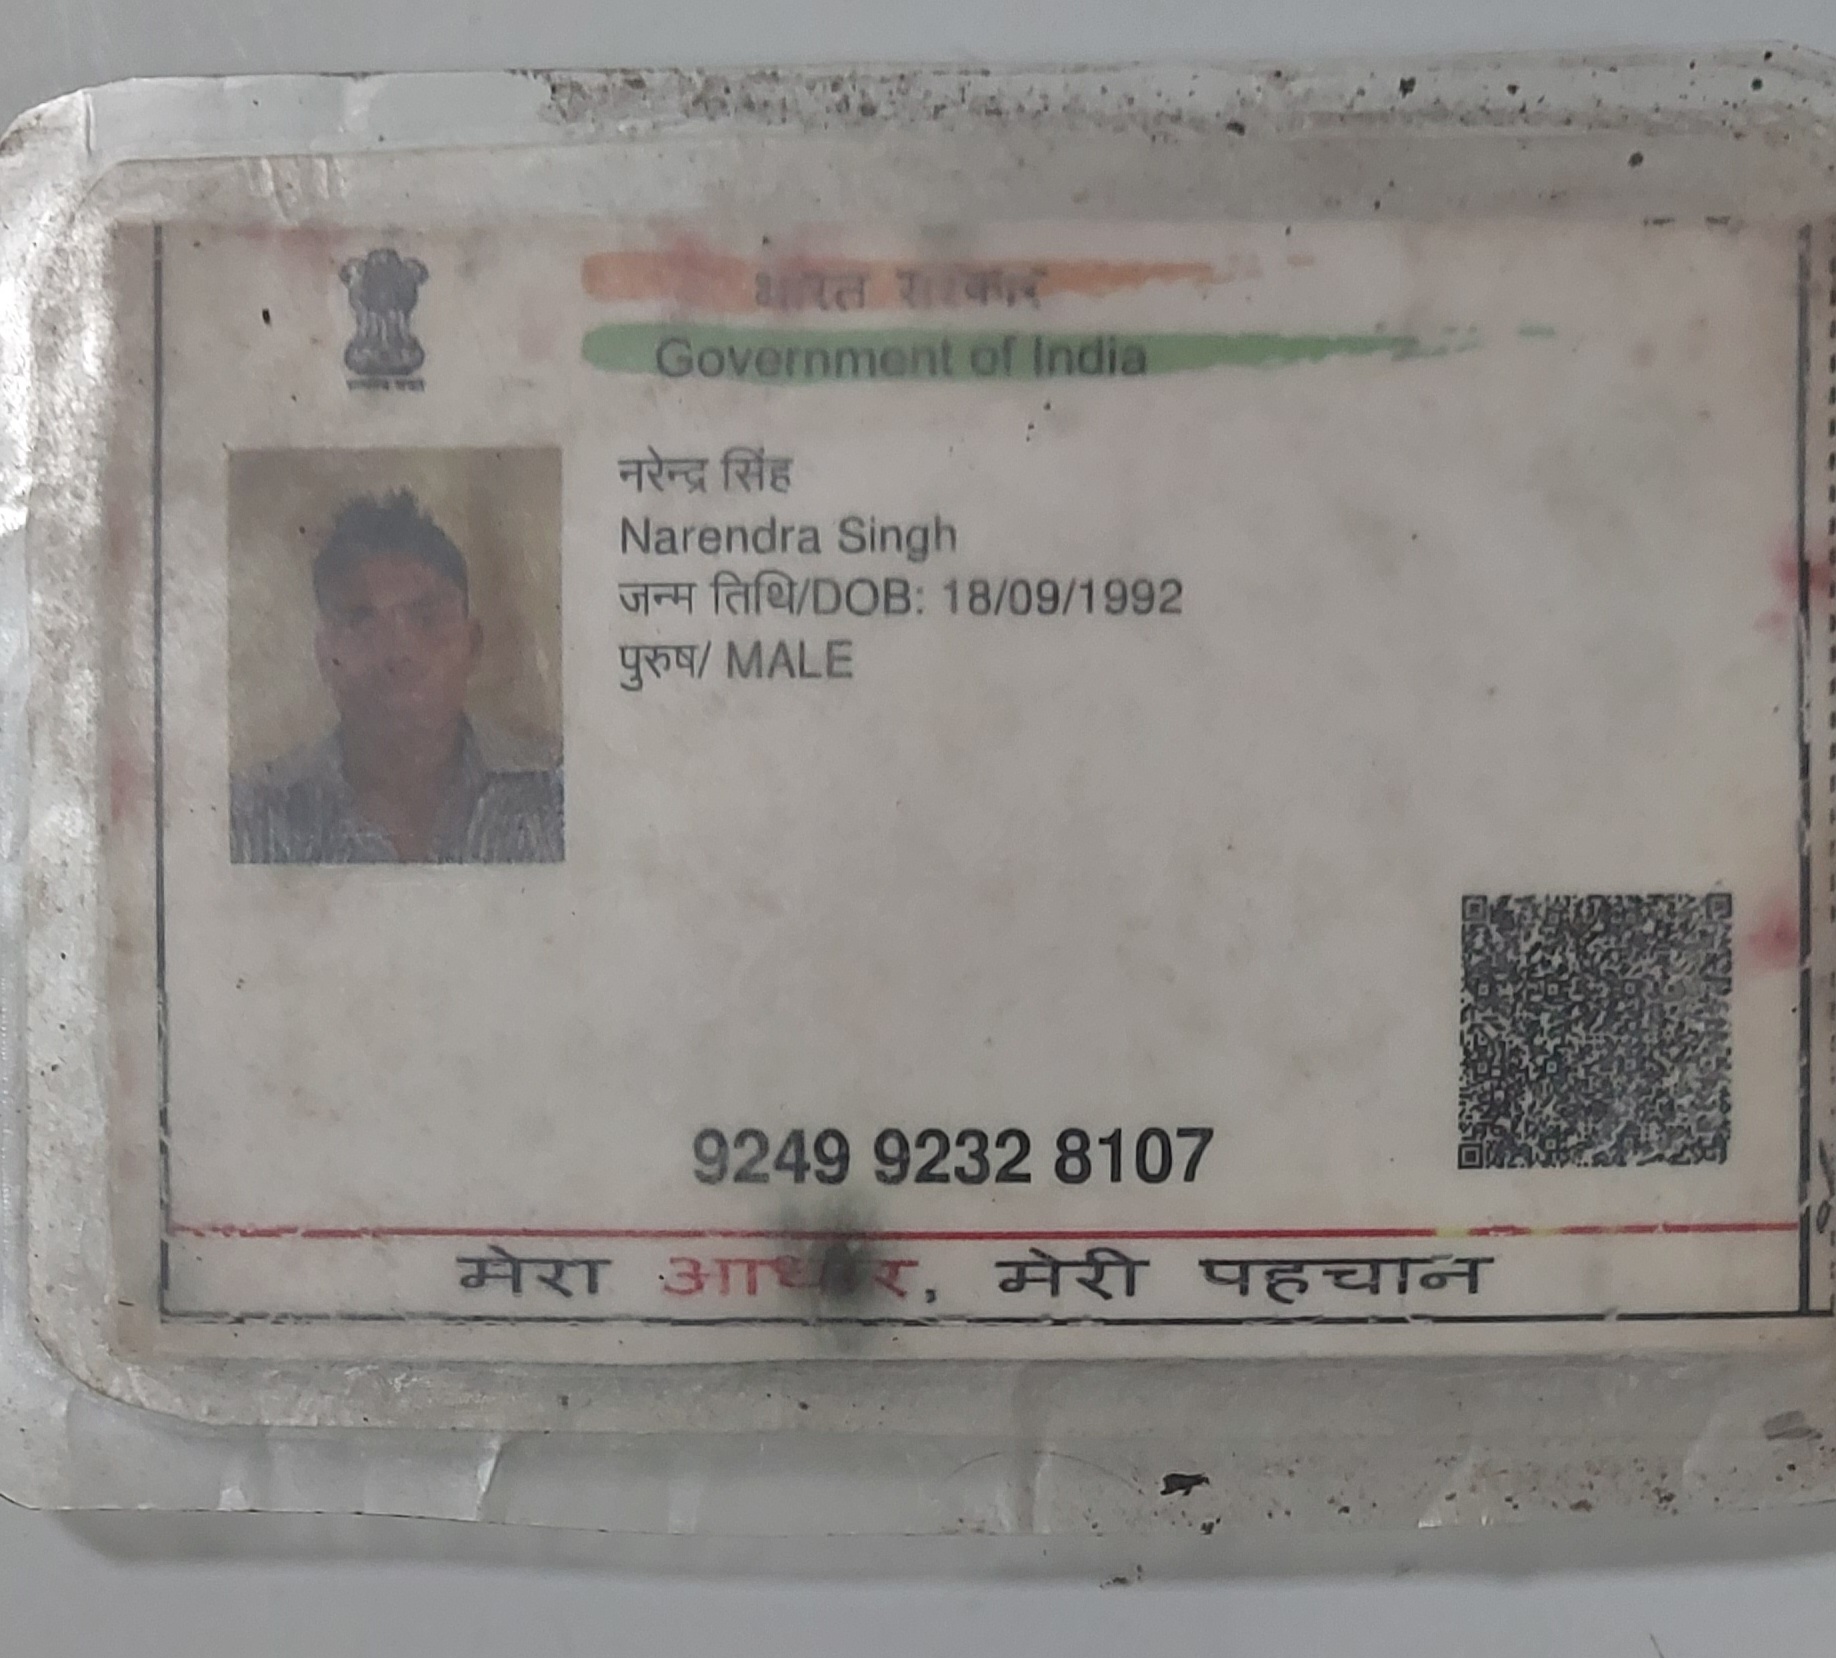 भारत सरकार
Government of India
नरेन्द्र सिंह
Narendra Singh
जन्म तिथि/DOB: 18/09/1992
पुरुष/ MALE
9249 9232 8107
मेरा आधार, मेरी पहचान